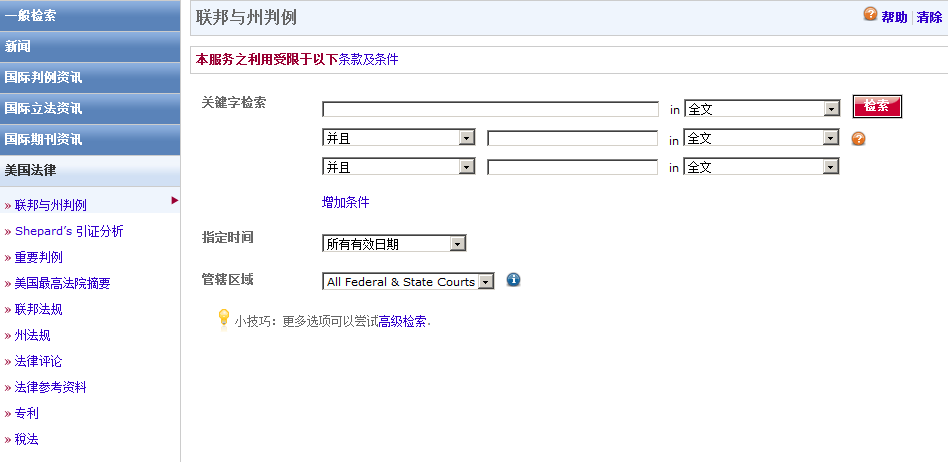 一般检索
新闻
国际判例资讯
国际立法资讯
国际期刊资讯
美国法律
» 联邦与州判例
» Shepard's 引证分析
» 重要判例
» 美国最高法院摘要
» 联邦法规
» 州法规
» 法律评论
» 法律参考资料
» 专利
» 税法
联邦与州判例
? 帮助 | 清除
本服务之利用受限于以下条款及条件
关键字检索 in 全文 检索
并且 in 全文 ?
并且 in 全文
增加条件
指定时间 所有有效日期
管辖区域 All Federal & State Courts i
小技巧：更多选项可以尝试高级检索.